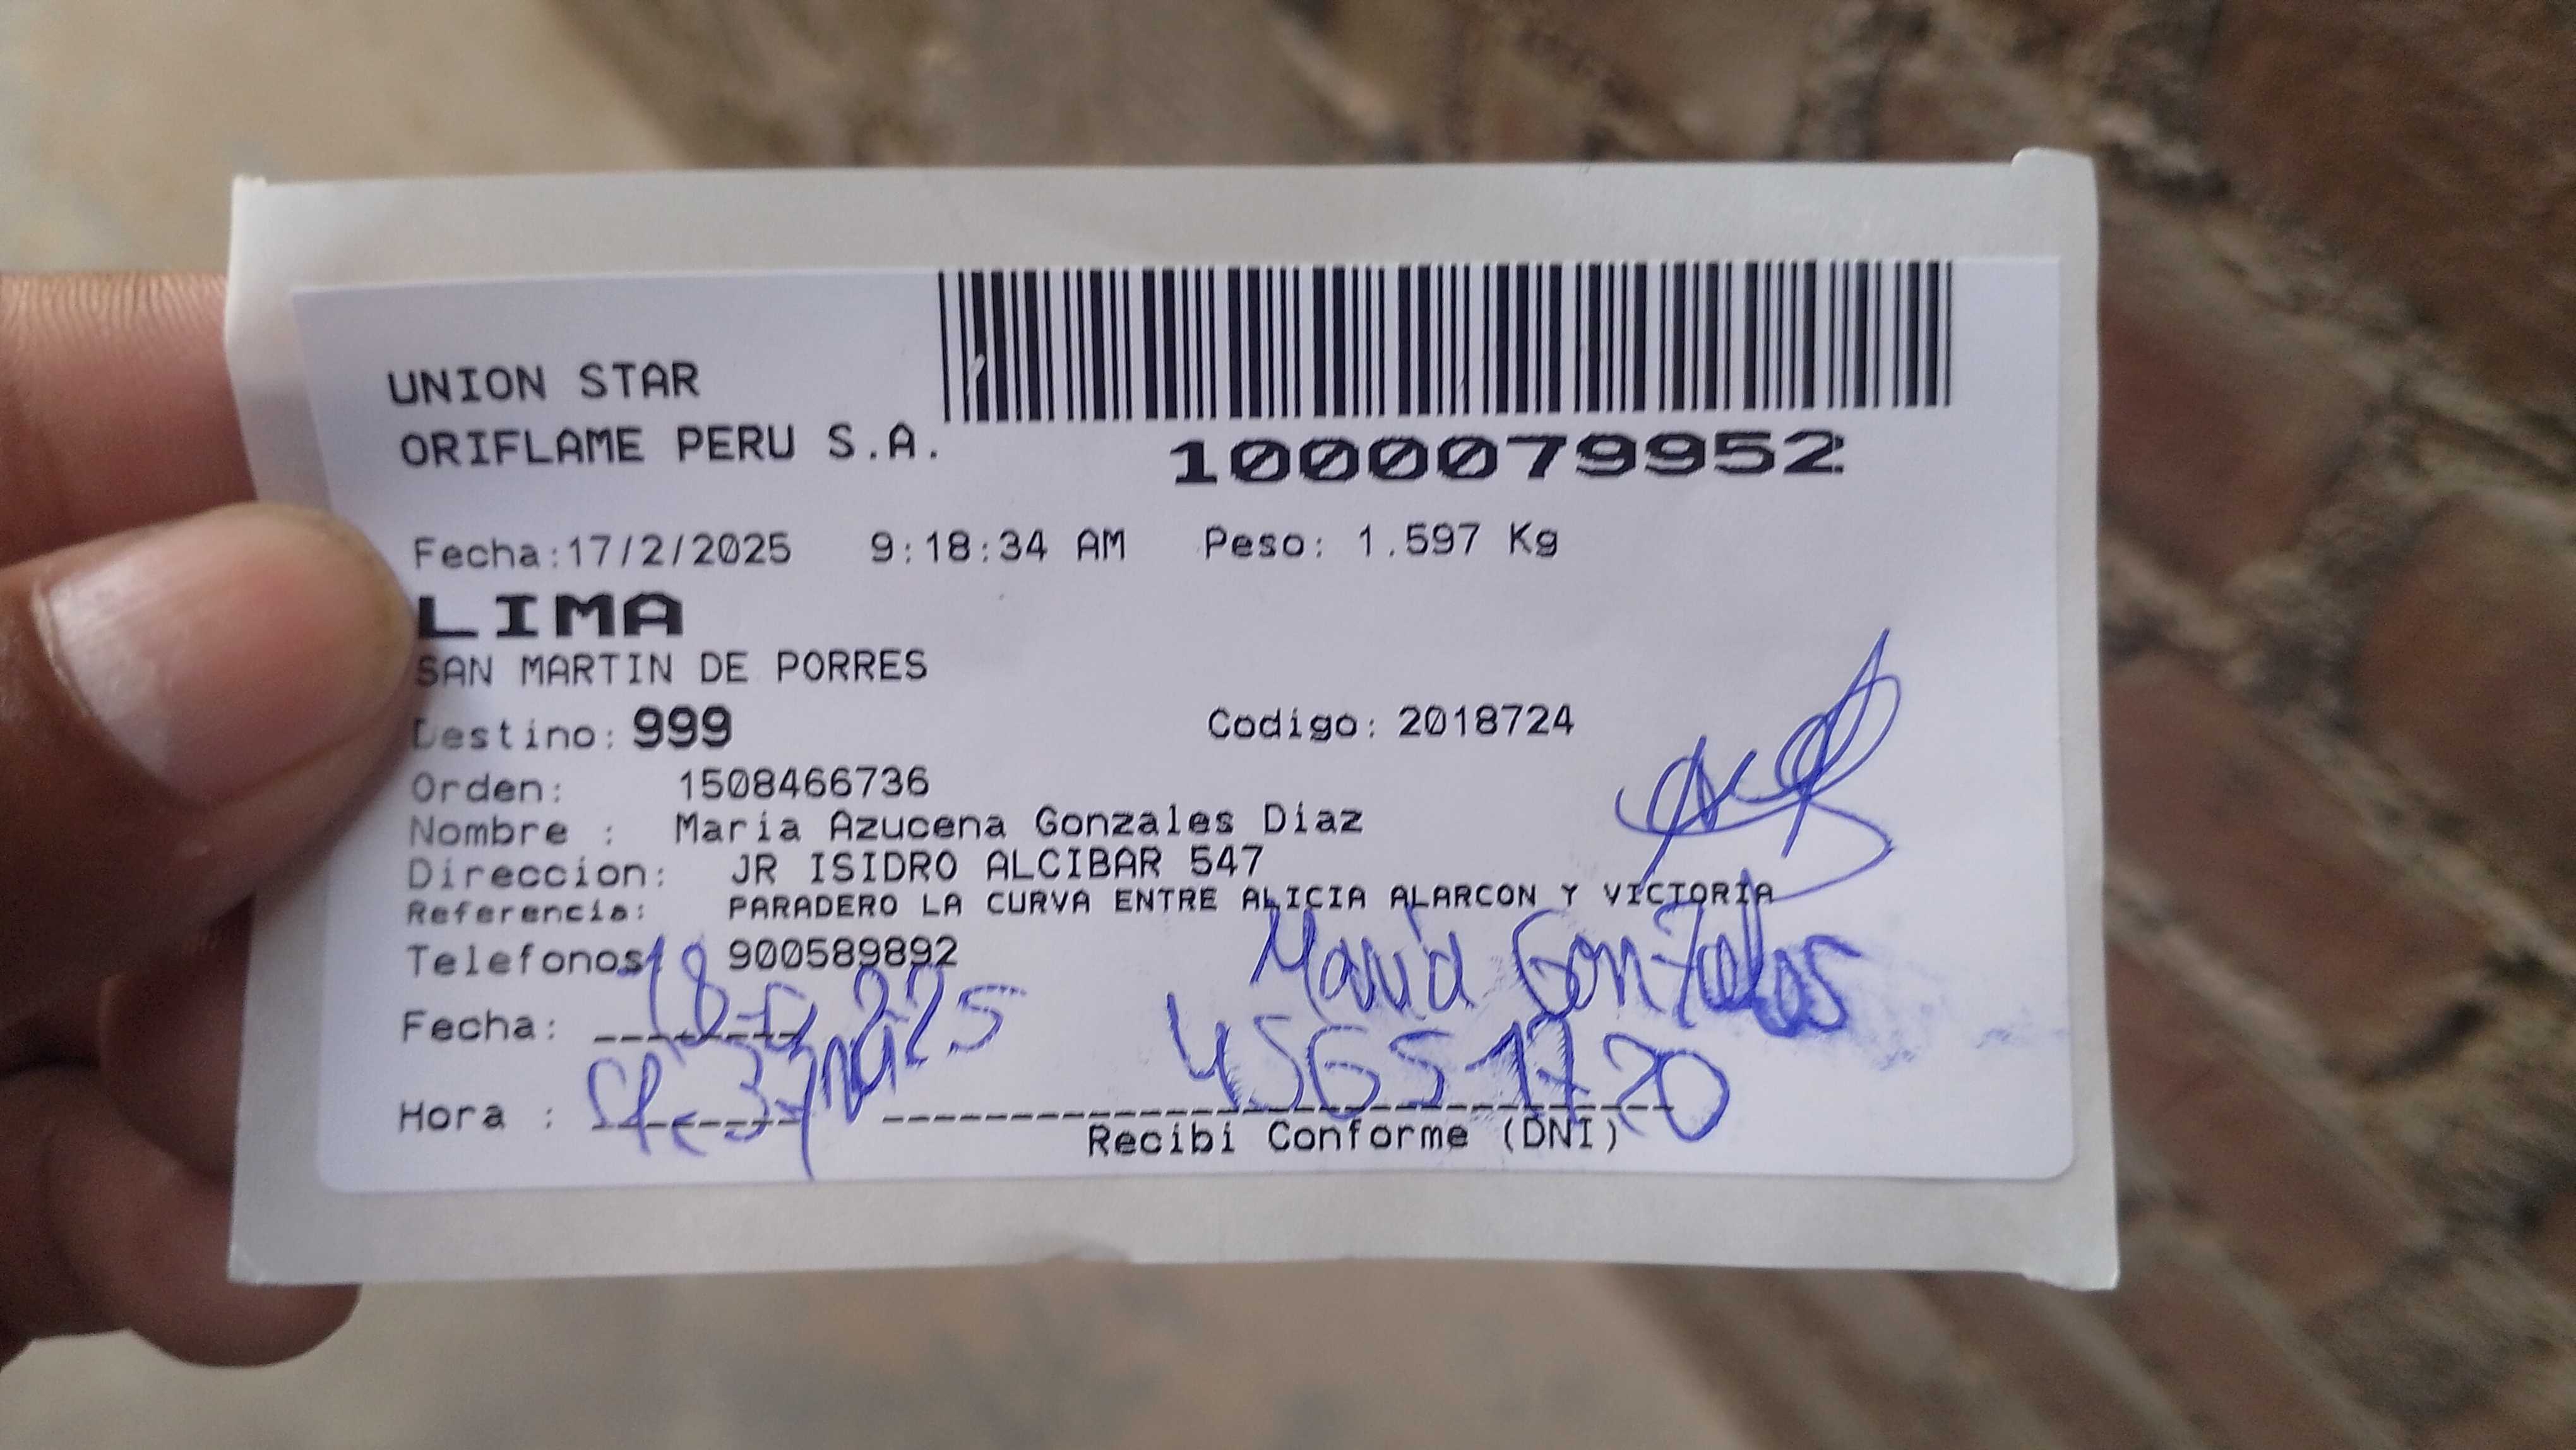 UNION STAR
ORIFLAME PERU S.A.
1000079952
Fecha:17/2/2025 9:18:34 AM Peso: 1.597 Kg
LIMA
SAN MARTIN DE PORRES
Destino: 999 Codigo: 2018724
Orden: 1508466736
Nombre : Maria Azucena Gonzales Diaz
Direccion: JR ISIDRO ALCIBAR 547
Referencia: PARADERO LA CURVA ENTRE ALICIA ALARCON Y VICTORIA
Telefonos: 900589892
Maria Gonzales
Fecha: 18
45651720
Hora :
Recibi Conforme (DNI)